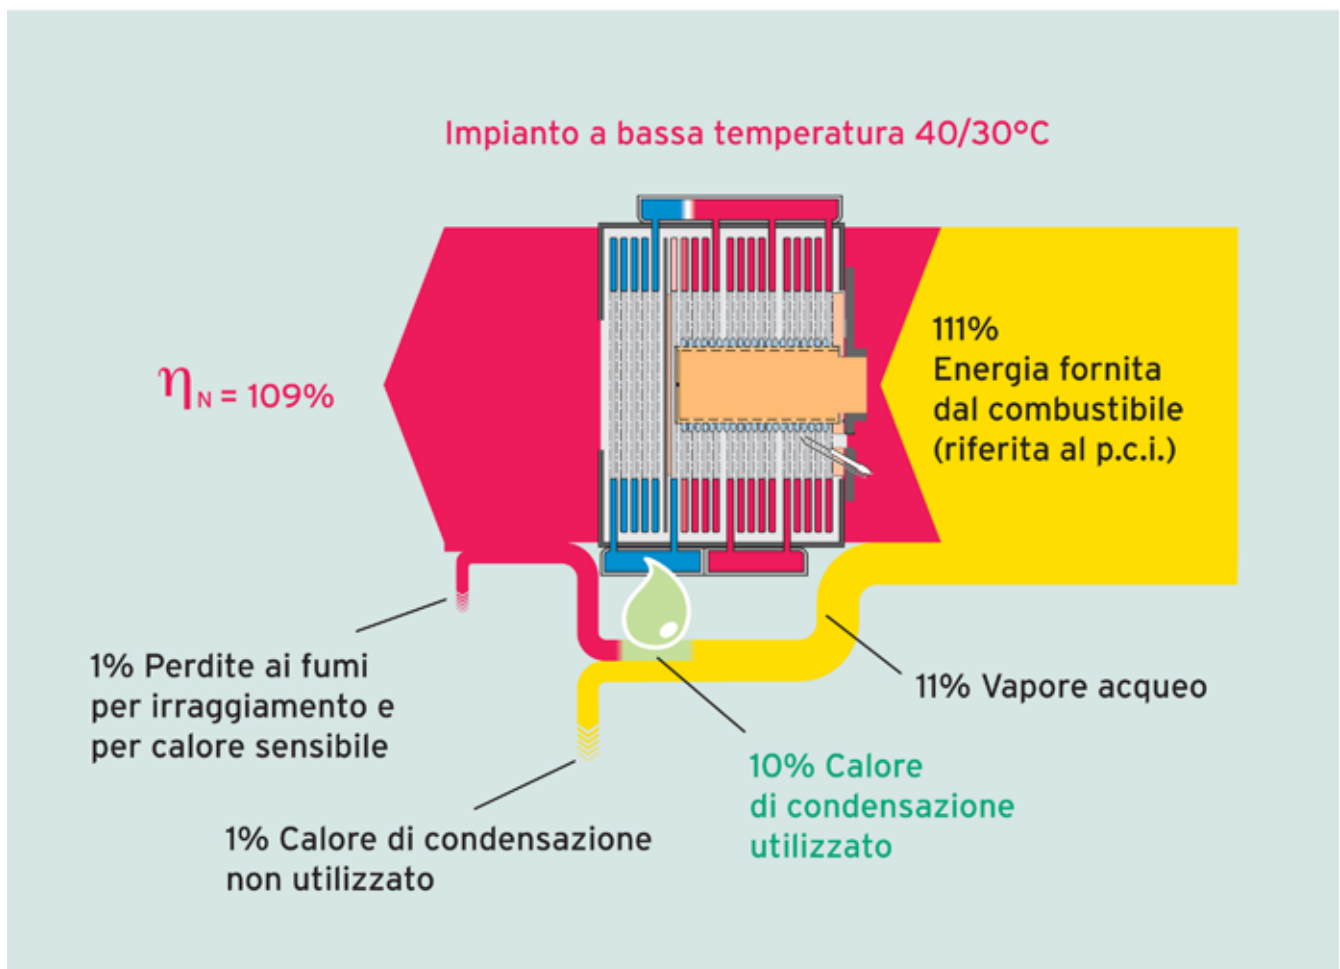 Impianto a bassa temperatura 40/30°C
ηN = 109%
111%
Energia fornita
dal combustibile
(riferita al p.c.i.)
1% Perdite ai fumi
per irraggiamento e
per calore sensibile
11% Vapore acqueo
10% Calore
di condensazione
utilizzato
1% Calore di condensazione
non utilizzato